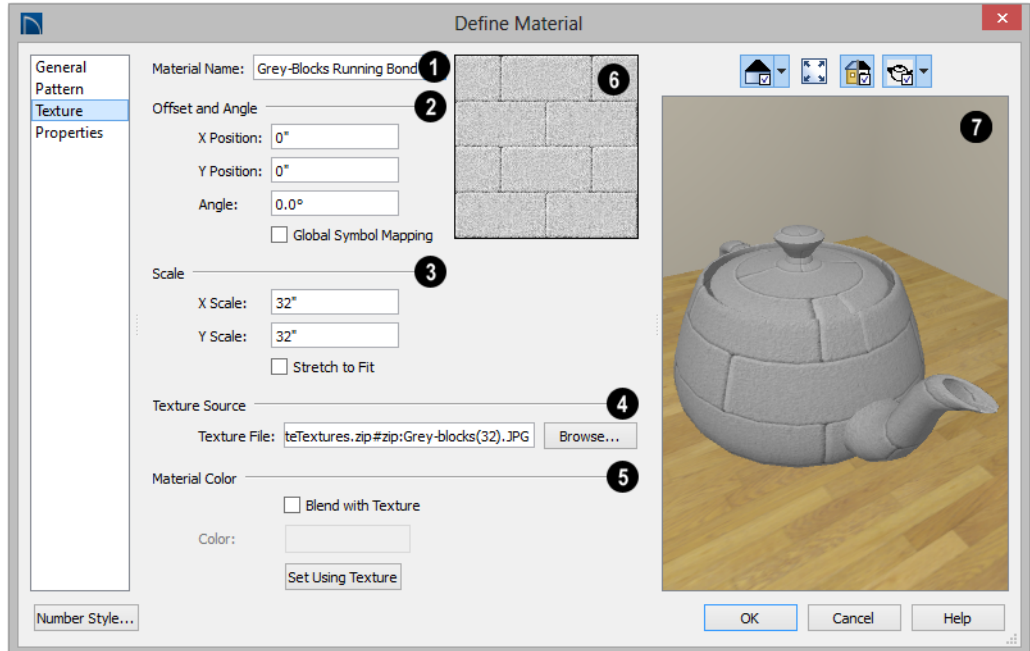 Define Material
General
Pattern
Texture
Properties
Material Name: Grey-Blocks Running Bond 1
Offset and Angle 2
X Position: 0"
Y Position: 0"
Angle: 0.0°
Global Symbol Mapping
Scale 3
X Scale: 32"
Y Scale: 32"
Stretch to Fit
Texture Source 4
Texture File: teTextures.zip#zip:Grey-blocks(32).JPG Browse...
Material Color 5
Blend with Texture
Color:
Set Using Texture
6
7
Number Style... OK Cancel Help